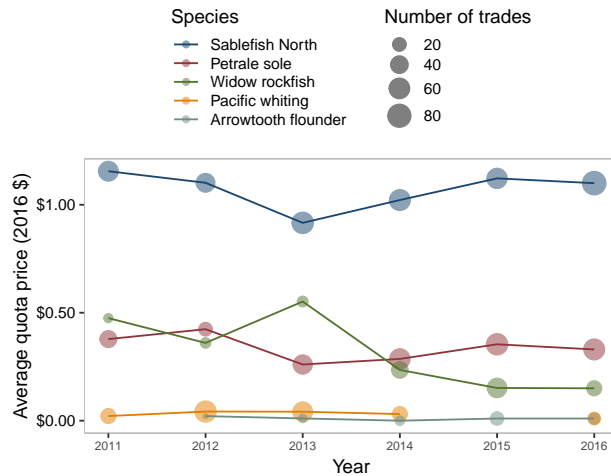 Species
Sablefish North
Petrale sole
Widow rockfish
Pacific whiting
Arrowtooth flounder
Number of trades
20
40
60
80
Average quota price (2016 $)
$1.00
$0.50
$0.00
2011 2012 2013 2014 2015 2016
Year